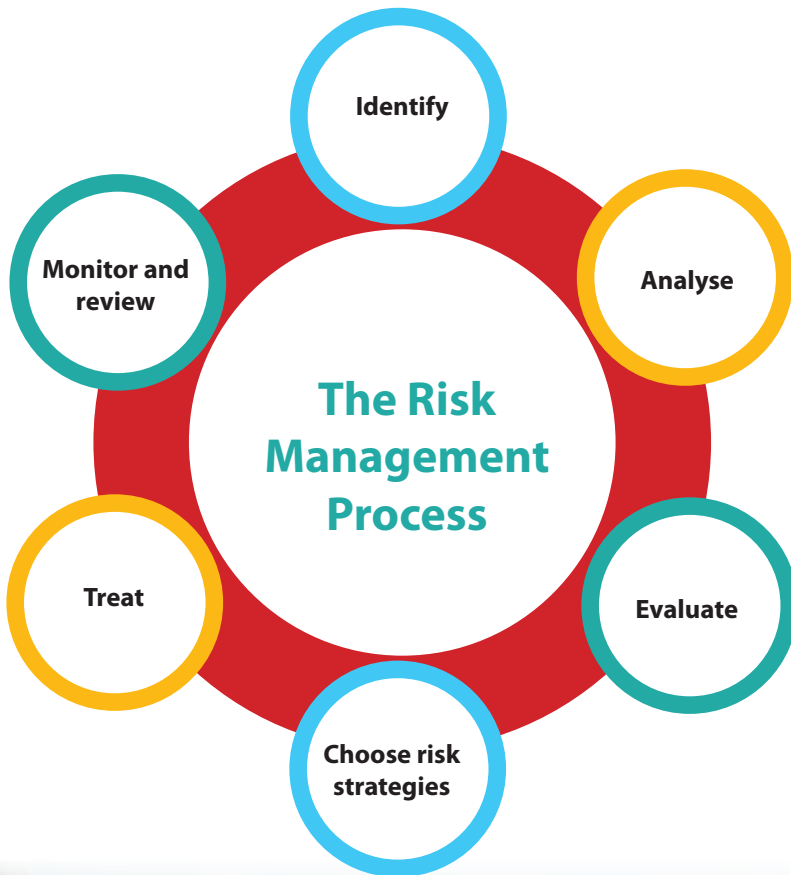 Identify
Analyse
Evaluate
Choose risk
strategies
Treat
Monitor and
review
The Risk
Management
Process